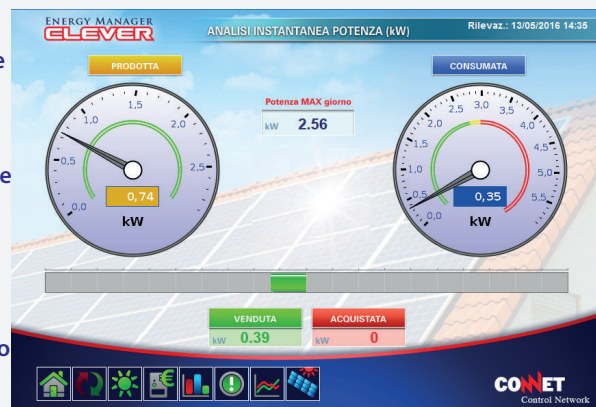 ENERGY MANAGER
CLEVER
ANALISI INSTANTANEA POTENZA (kW)
Rilevaz.: 13/05/2016 14:35
PRODOTTA
CONSUMATA
Potenza MAX giorno
kW 2.56
0,0
0,5
1,0
1,5
2,0
2,5
0,74
kW
0,0
0,5
1,0
1,5
2,0
2,5
3,0
3,5
4,0
4,5
5,0
5,5
0,35
kW
VENDUTA
kW 0.39
ACQUISTATA
kW 0
CONNET
Control Network
e
e
o